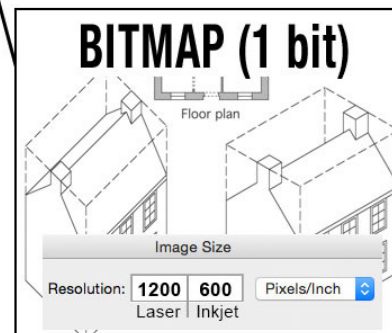 BITMAP (1 bit)
Floor plan
Image Size
Resolution: 1200 600 Pixels/Inch
Laser Inkjet